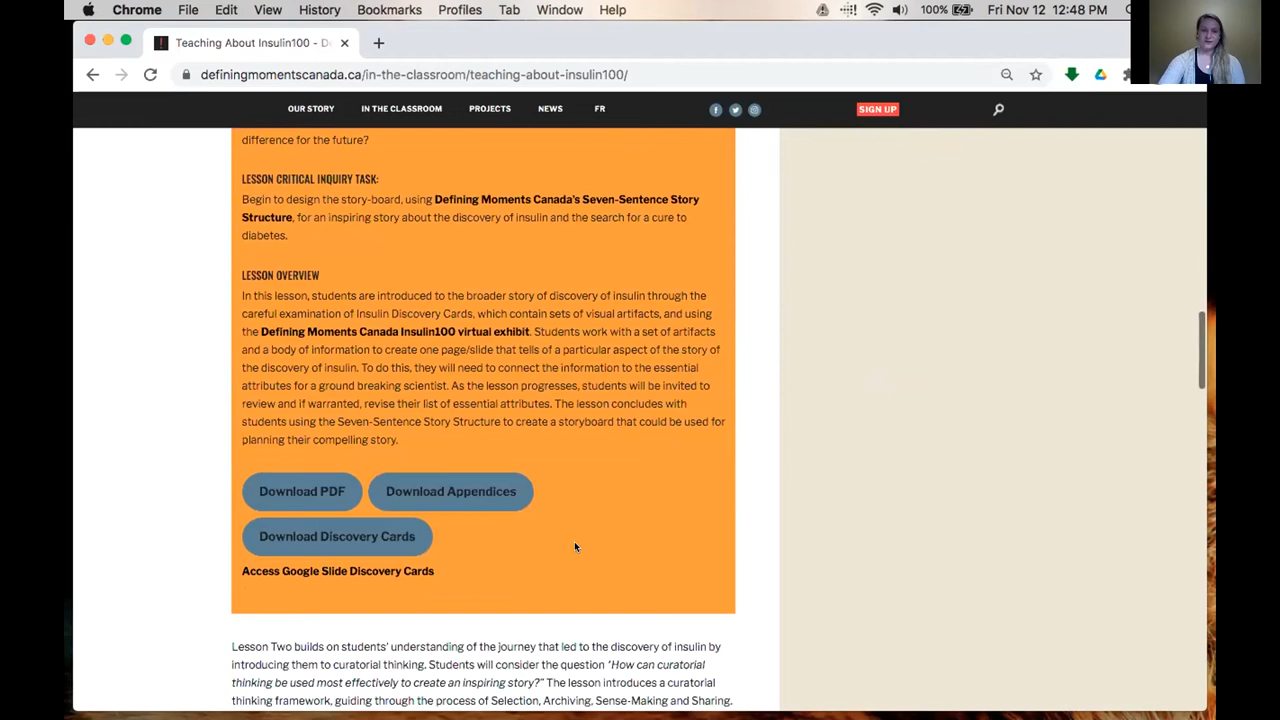 Chrome File Edit View History Bookmarks Profiles Tab Window Help 100% Fri Nov 12 12:48 PM
Teaching About Insulin100 - De
definingmomentscanada.ca/in-the-classroom/teaching-about-insulin100/
OUR STORY IN THE CLASSROOM PROJECTS NEWS FR SIGN UP
difference for the future?
LESSON CRITICAL INQUIRY TASK:
Begin to design the story-board, using Defining Moments Canada's Seven-Sentence Story
Structure, for an inspiring story about the discovery of insulin and the search for a cure to
diabetes.
LESSON OVERVIEW
In this lesson, students are introduced to the broader story of discovery of insulin through the
careful examination of Insulin Discovery Cards, which contain sets of visual artifacts, and using
the Defining Moments Canada Insulin100 virtual exhibit. Students work with a set of artifacts
and a body of information to create one page/slide that tells of a particular aspect of the story of
the discovery of insulin. To do this, they will need to connect the information to the essential
attributes for a ground breaking scientist. As the lesson progresses, students will be invited to
review and if warranted, revise their list of essential attributes. The lesson concludes with
students using the Seven-Sentence Story Structure to create a storyboard that could be used for
planning their compelling story.
Download PDF Download Appendices
Download Discovery Cards
Access Google Slide Discovery Cards
Lesson Two builds on students' understanding of the journey that led to the discovery of insulin by
introducing them to curatorial thinking. Students will consider the question 'How can curatorial
thinking be used most effectively to create an inspiring story?" The lesson introduces a curatorial
thinking framework, guiding through the process of Selection, Archiving, Sense-Making and Sharing.